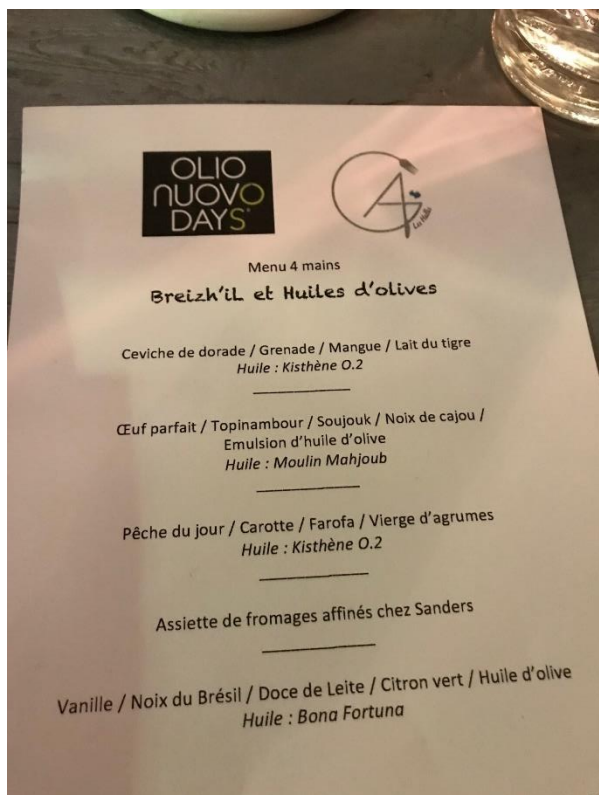 OLIO
NUOVO
DAYS
Les Halles
Menu 4 mains
Breizh'iL et Huiles d'olives
Ceviche de dorade / Grenade / Mangue / Lait du tigre
Huile : Kisthène O.2
Œuf parfait / Topinambour / Soujouk / Noix de cajou /
Emulsion d'huile d'olive
Huile : Moulin Mahjoub
Pêche du jour / Carotte / Farofa / Vierge d'agrumes
Huile : Kisthène O.2
Assiette de fromages affinés chez Sanders
Vanille / Noix du Brésil / Doce de Leite / Citron vert / Huile d'olive
Huile : Bona Fortuna